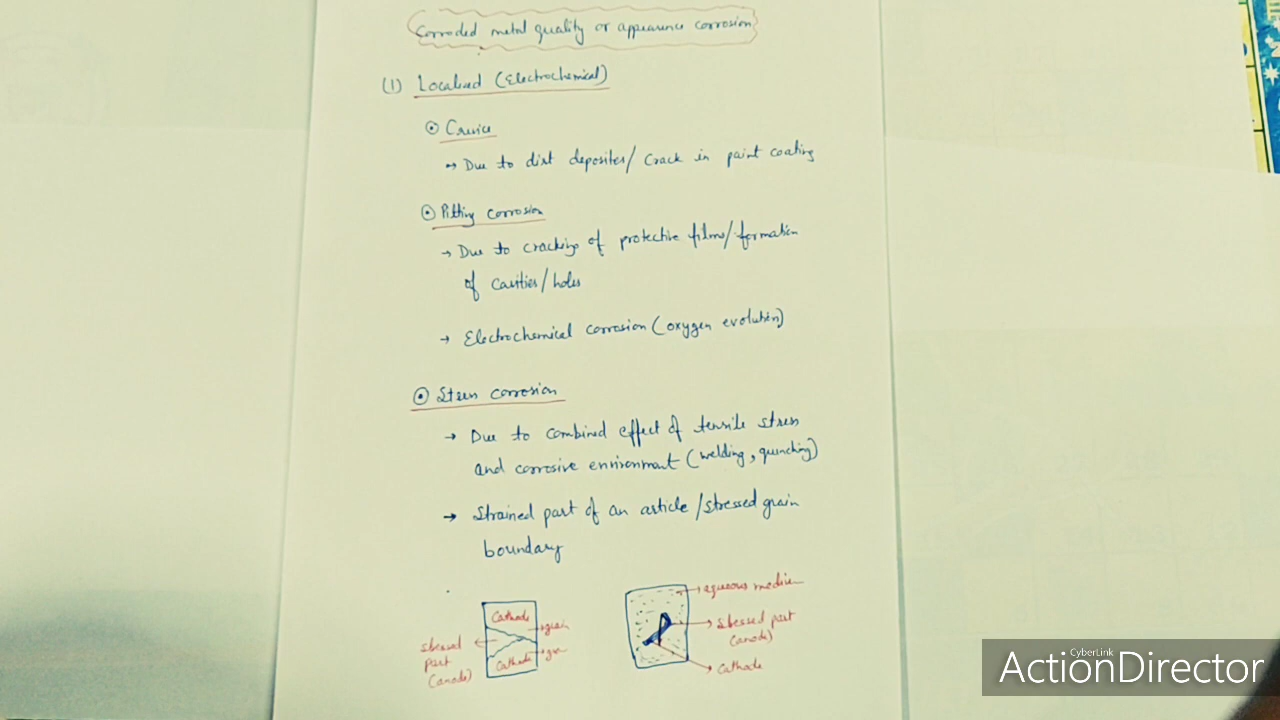 Corroded metal quality or appearence corrosion
(1) Localised (Electrochemical)
Crevice
→ Due to dirt deposites/ crack in paint coating
Pitting corrosion
→ Due to cracking of protective films/formation
of cavities/holes
→ Electrochemical corrosion (oxygen evolution)
Stress corrosion
→ Due to combined effect of tensile stress
and corrosive environment (welding, quenching)
→ Strained part of an article /stressed grain
boundary
Cathode
→ grain
stressed
part
(anode)
Cathode
→ aqueous medium
→ stressed part
(anode)
→ Cathode
CyberLink
ActionDirector